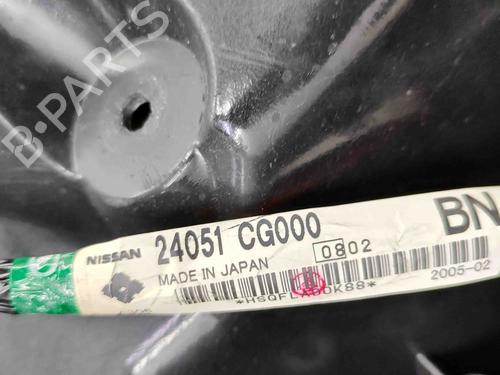 B·PARTS
NISSAN 24051 CG000 BN
MADE IN JAPAN 0802
2005-02